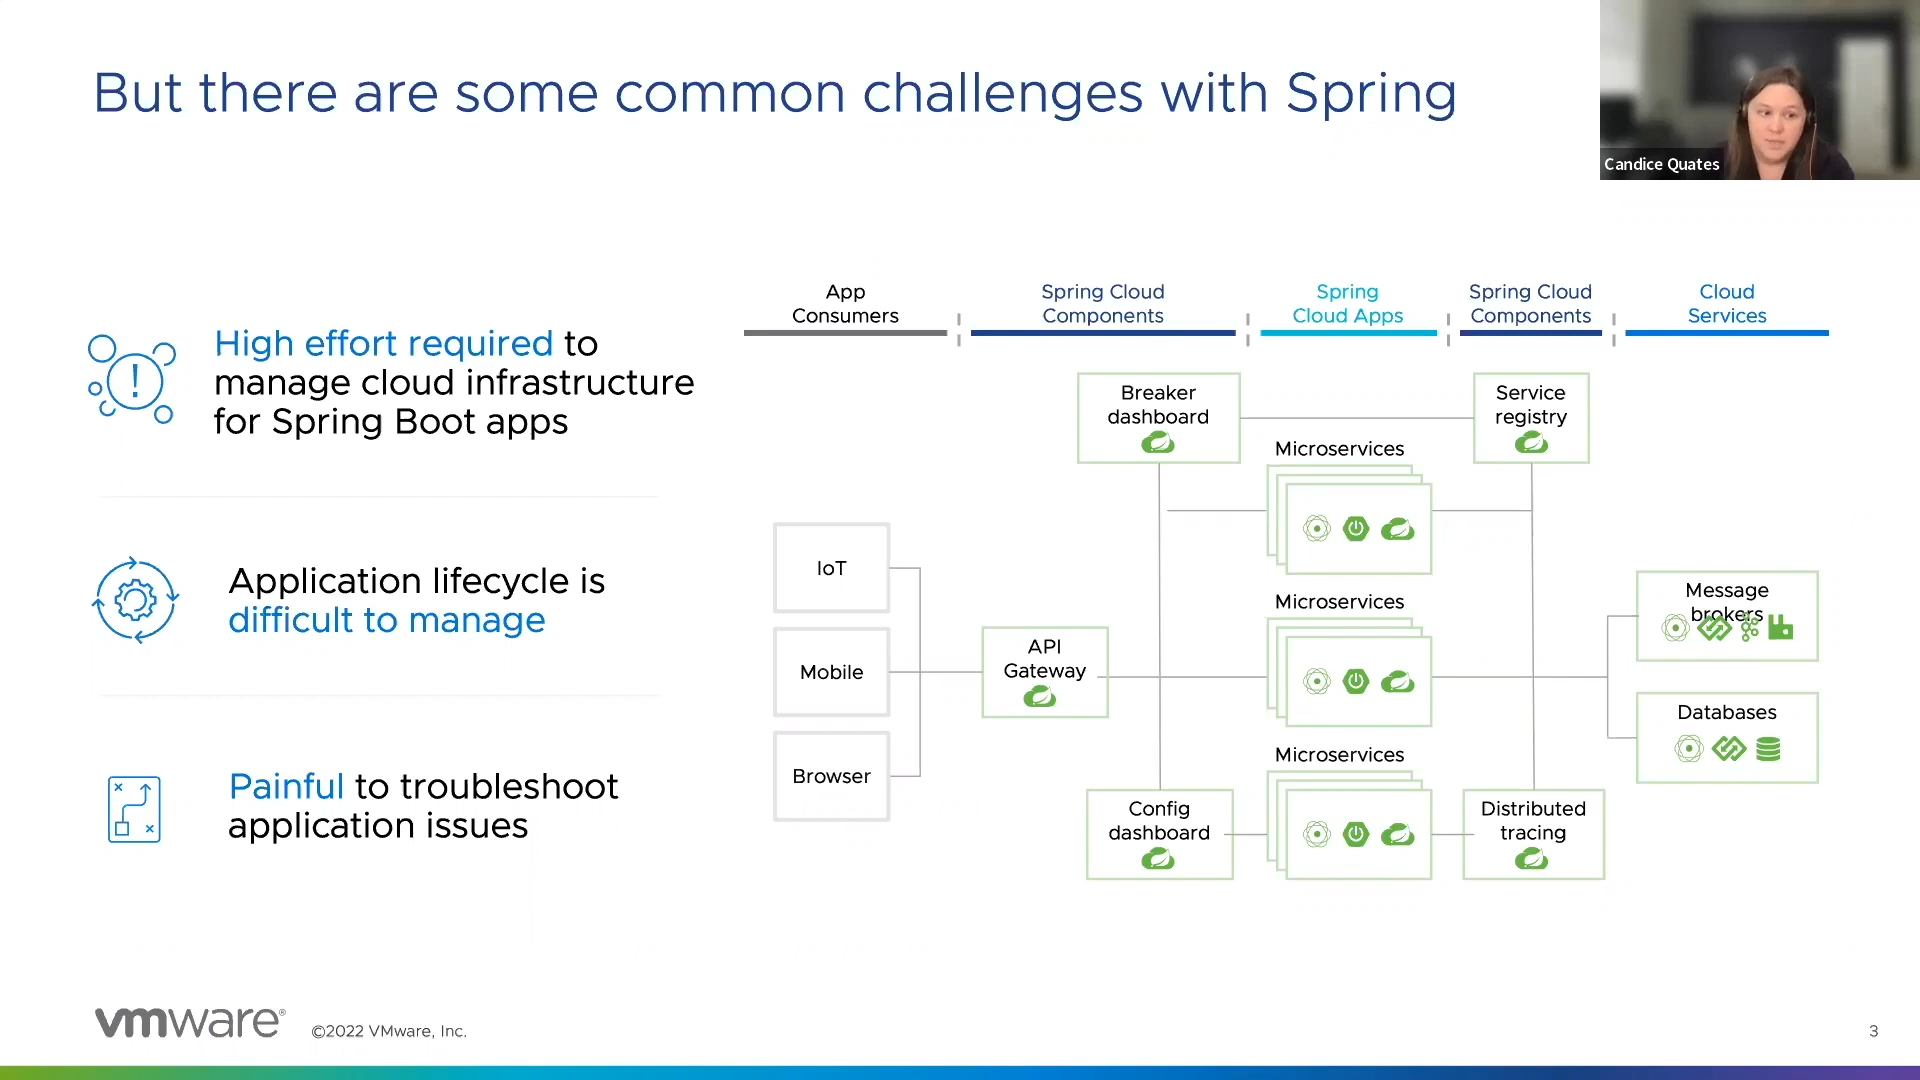 But there are some common challenges with Spring
Candice Quates
High effort required to
manage cloud infrastructure
for Spring Boot apps
Application lifecycle is
difficult to manage
Painful to troubleshoot
application issues
App
Consumers
Spring Cloud
Components
Spring
Cloud Apps
Spring Cloud
Components
Cloud
Services
Breaker
dashboard
Service
registry
Microservices
IoT
Mobile
Browser
API
Gateway
Microservices
Message
brokers
Databases
Microservices
Config
dashboard
Distributed
tracing
vmware®
©2022 VMware, Inc.
3